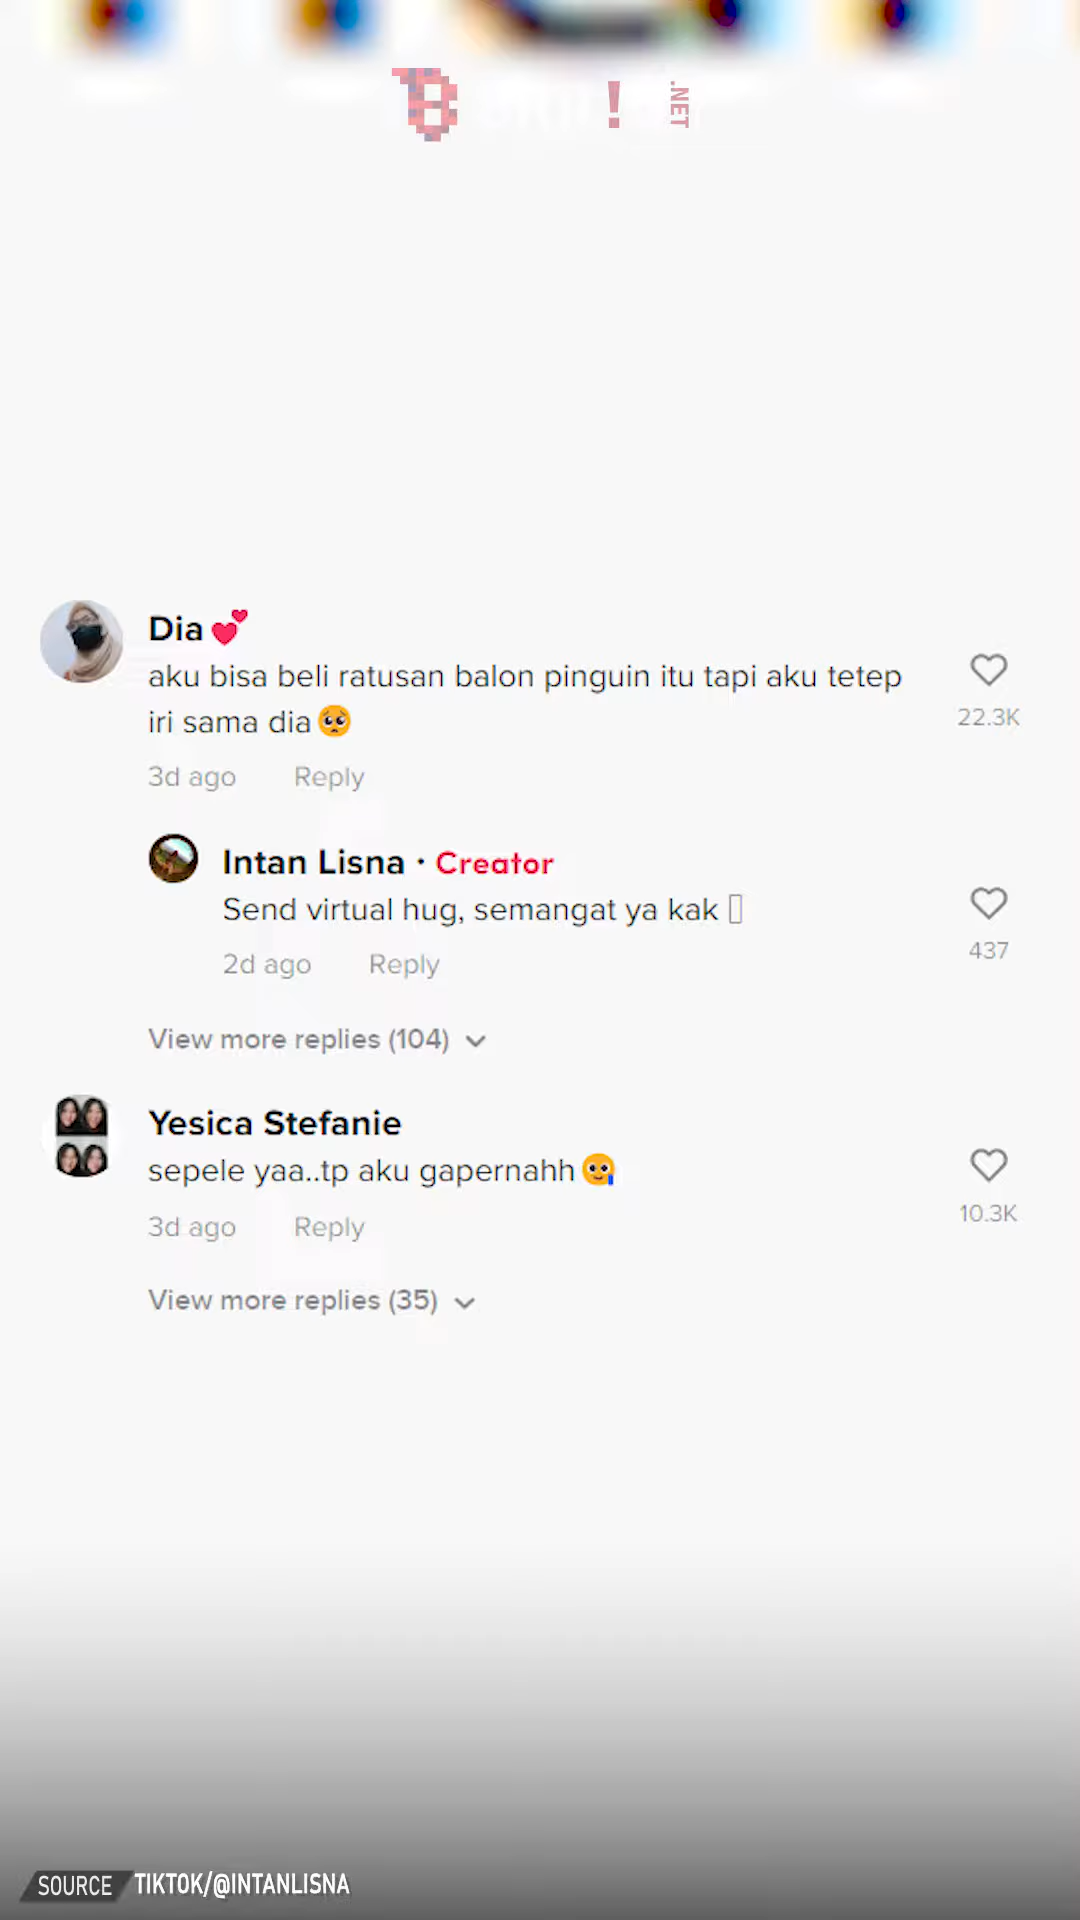 .NET
Dia 💕
aku bisa beli ratusan balon pinguin itu tapi aku tetep
iri sama dia 🥺
22.3K
3d ago Reply
Intan Lisna · Creator
Send virtual hug, semangat ya kak
437
2d ago Reply
View more replies (104)
Yesica Stefanie
sepele yaa..tp aku gapernahh 🥲
10.3K
3d ago Reply
View more replies (35)
SOURCE TIKTOK/@INTANLISNA